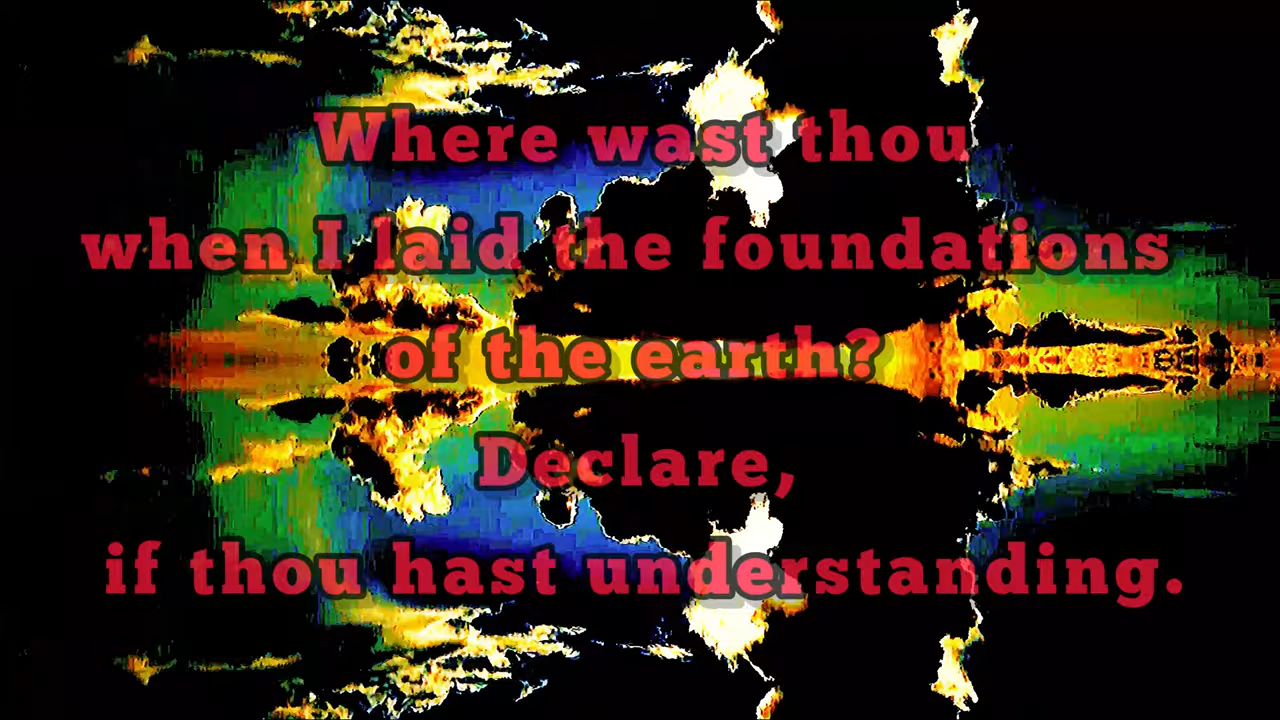 Where wast thou
when I laid the foundations
of the earth?
Declare,
if thou hast understanding.